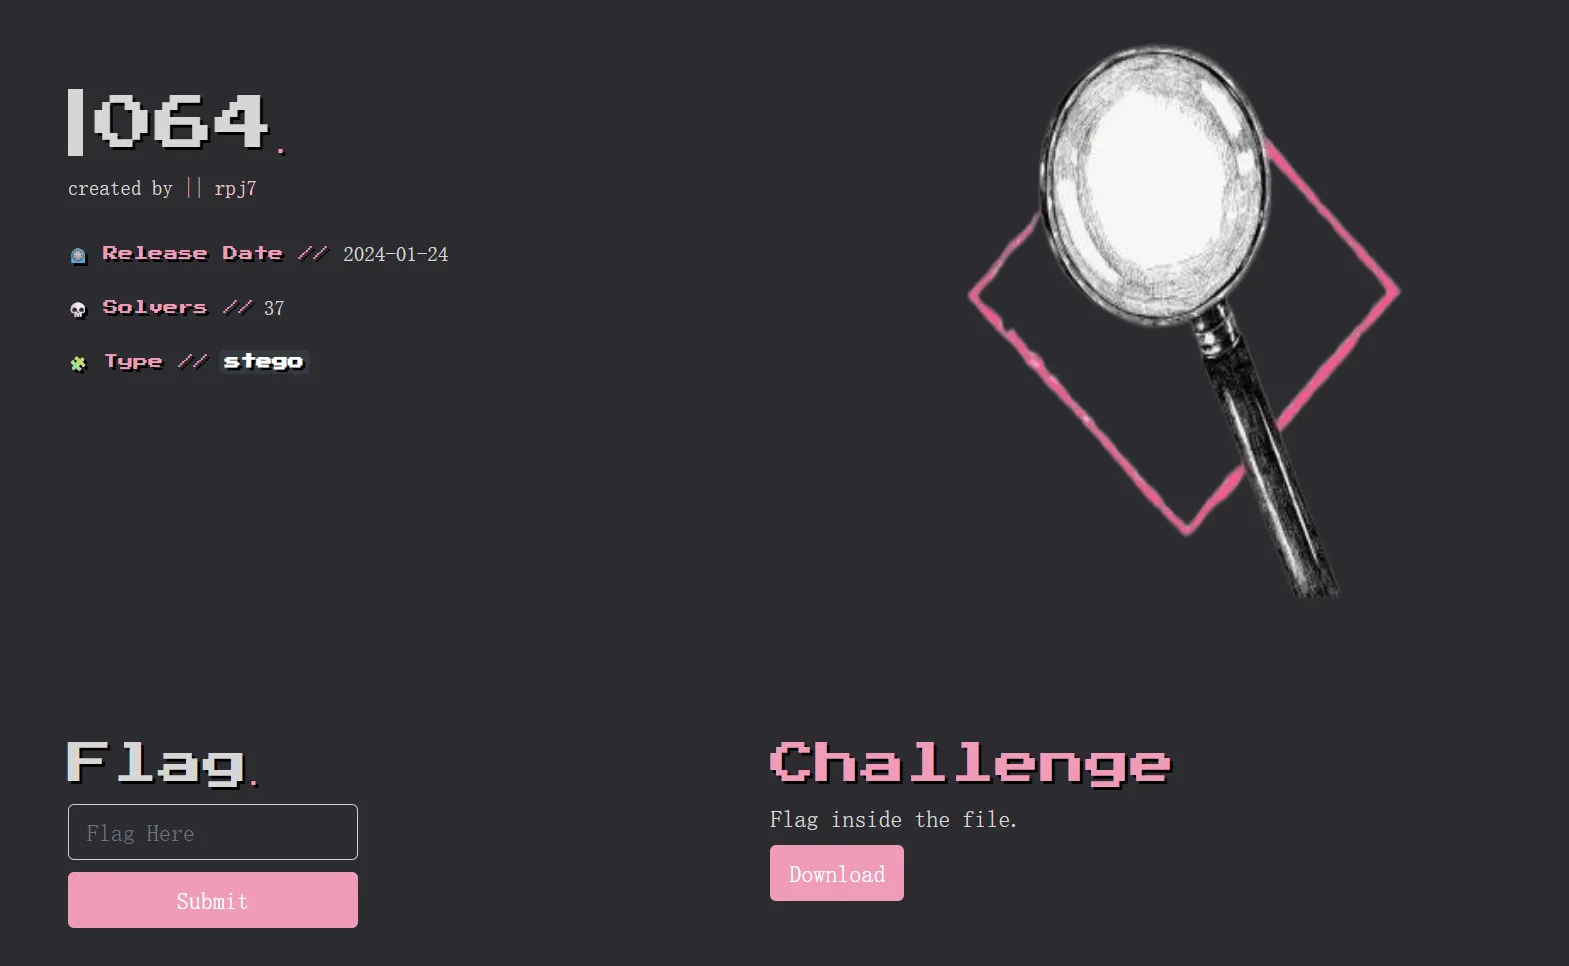 |064.
created by || rpj7
Release Date // 2024-01-24
Solvers // 37
Type // stego
Flag.
Flag Here
Submit
Challenge
Flag inside the file.
Download